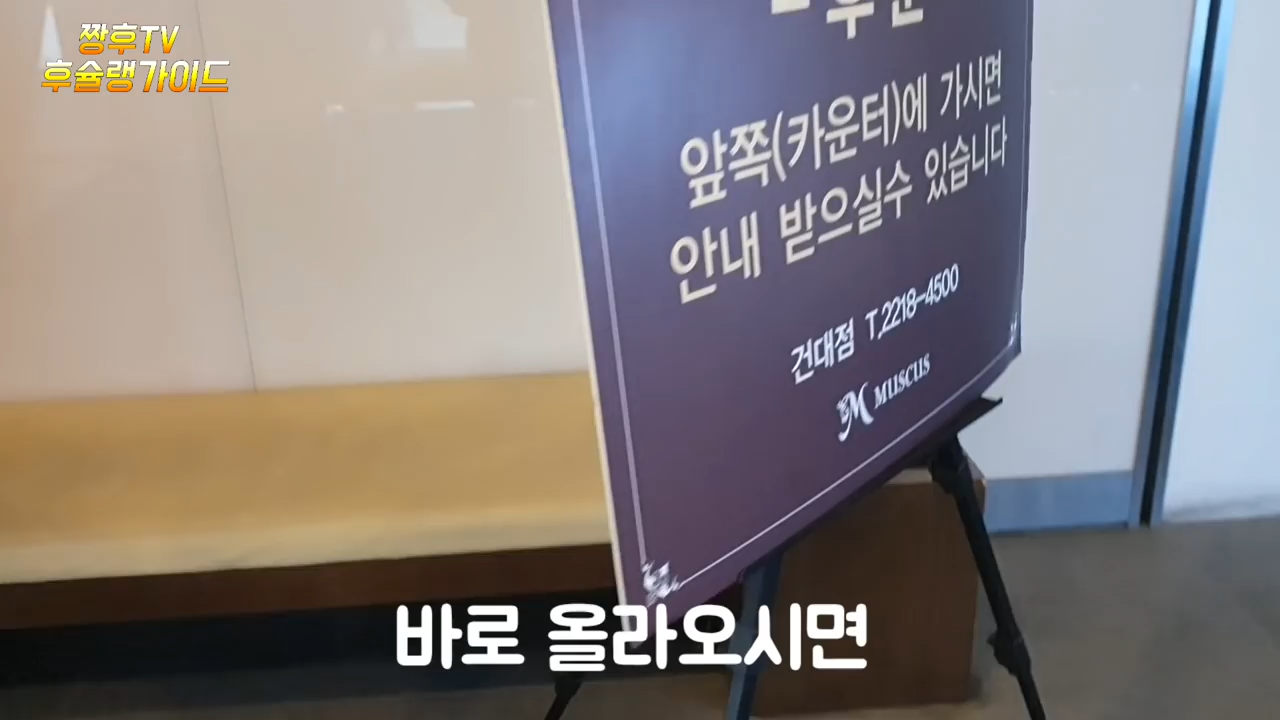 짱후TV
후슐랭가이드
앞쪽(카운터)에 가시면
안내 받으실수 있습니다
건대점 T.2218-4500
M MUSCUS
바로 올라오시면